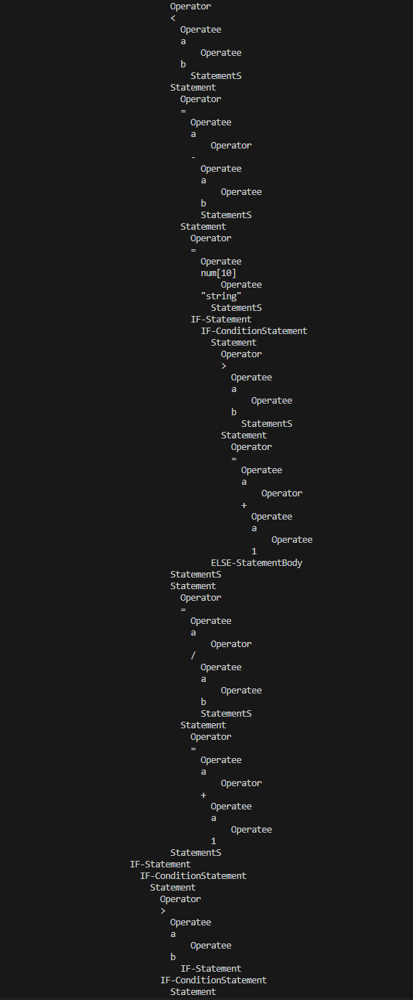 Operator
<
Operatee
a
Operatee
b
StatementS
Statement
Operator
=
Operatee
a
Operator
-
Operatee
a
Operatee
b
StatementS
Statement
Operator
=
Operatee
num[10]
Operatee
"string"
StatementS
IF-Statement
IF-ConditionStatement
Statement
Operator
>
Operatee
a
Operatee
b
StatementS
Statement
Operator
=
Operatee
a
Operator
+
Operatee
a
Operatee
1
ELSE-StatementBody
StatementS
Statement
Operator
=
Operatee
a
Operator
/
Operatee
a
Operatee
b
StatementS
Statement
Operator
=
Operatee
a
Operator
+
Operatee
a
Operatee
1
StatementS
IF-Statement
IF-ConditionStatement
Statement
Operator
>
Operatee
a
Operatee
b
IF-Statement
IF-ConditionStatement
Statement